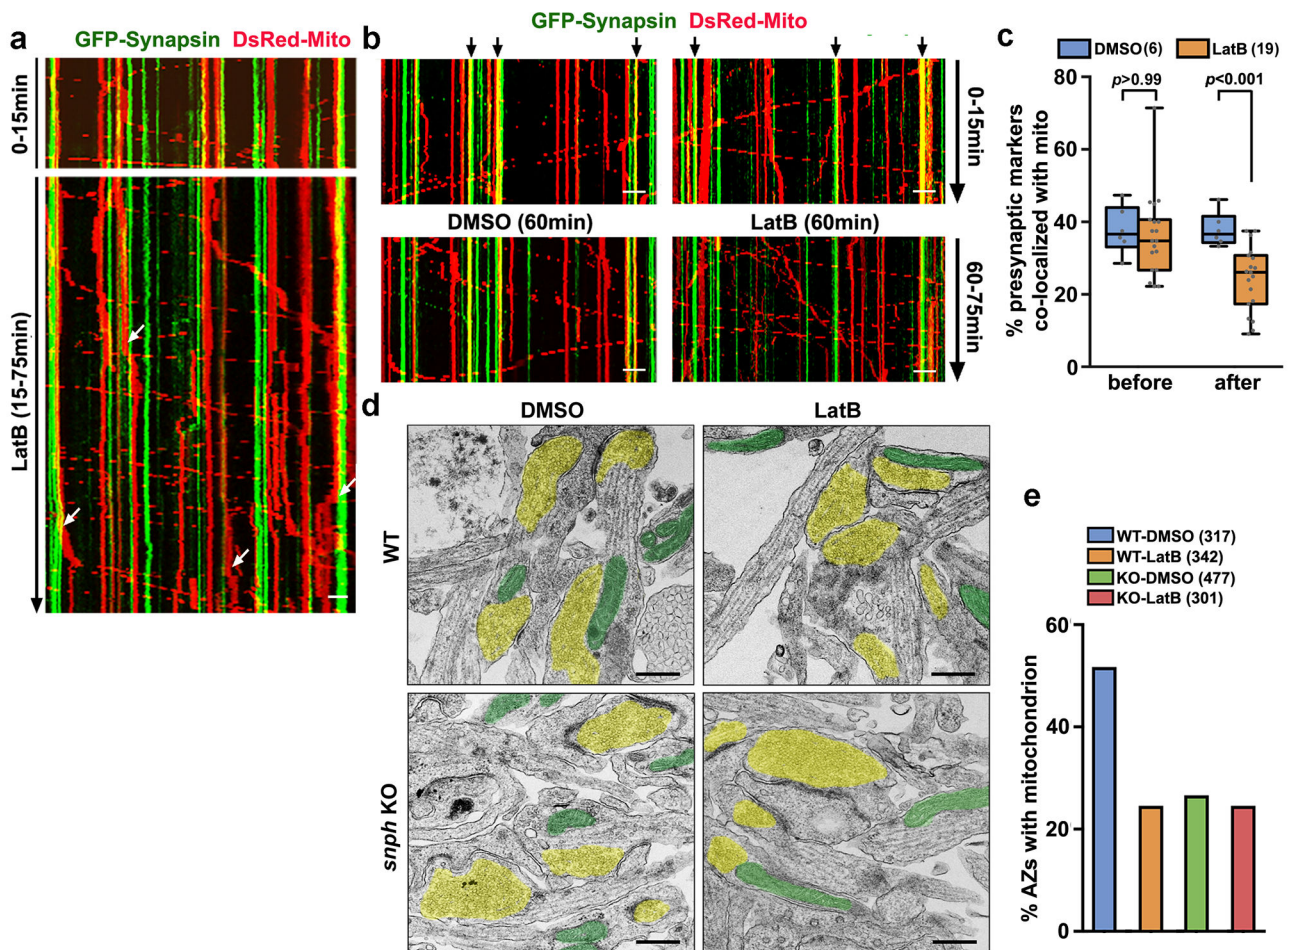 a
GFP-Synapsin DsRed-Mito
0-15min
LatB (15-75min)
b
GFP-Synapsin DsRed-Mito
0-15min
DMSO (60min)
LatB (60min)
60-75min
c
DMSO(6) LatB (19)
% presynaptic markers
co-localized with mito
80
60
40
20
0
p>0.99
p<0.001
before
after
d
DMSO
LatB
WT
snph KO
e
WT-DMSO (317)
WT-LatB (342)
KO-DMSO (477)
KO-LatB (301)
% AZs with mitochondrion
60
40
20
0